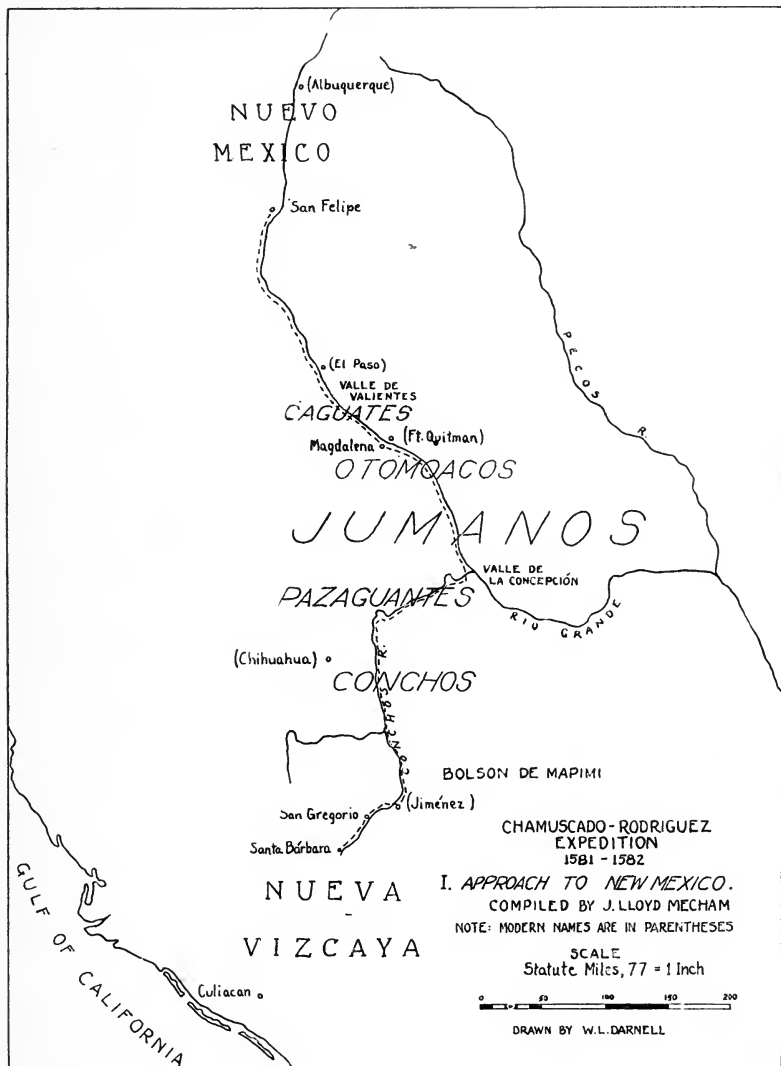 (Albuquerque)
NUEVO
MEXICO
San Felipe
PECOS R.
(El Paso)
VALLE DE
VALIENTES
CAGUATES
(Ft. Quitman)
Magdalena
OTOMOACOS
JUMANOS
VALLE DE
LA CONCEPCIÓN
PAZAGUANTES
RIU GRANDE
(Chihuahua)
R. CONCHOS
CONCHOS
BOLSON DE MAPIMI
(Jiménez)
San Gregorio
Santa Bárbara
CHAMUSCADO-RODRIGUEZ
EXPEDITION
1581-1582
I. APPROACH TO NEW MEXICO.
COMPILED BY J. LLOYD MECHAM
NOTE: MODERN NAMES ARE IN PARENTHESES
NUEVA
VIZCAYA
GULF OF CALIFORNIA
Culiacan
SCALE
Statute Miles, 77 = 1 Inch
0 50 100 150 200
DRAWN BY W.L. DARNELL